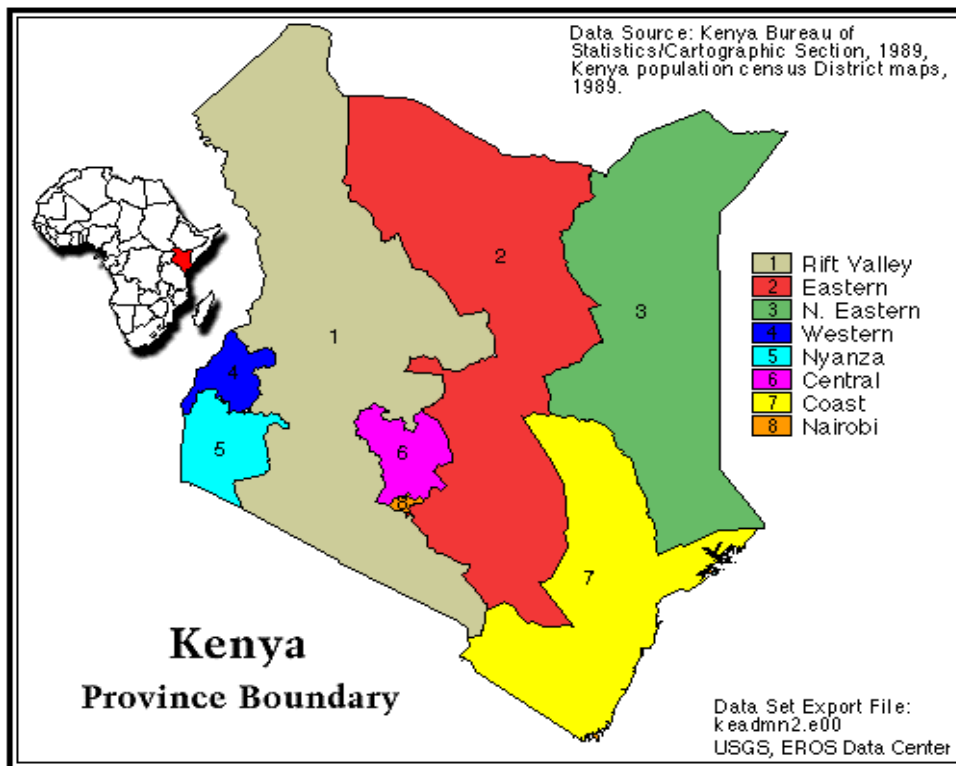 Data Source: Kenya Bureau of
Statistics/Cartographic Section, 1989,
Kenya population census District maps,
1989.
2
3
1
4
5
6
8
7
1 Rift Valley
2 Eastern
3 N. Eastern
4 Western
5 Nyanza
6 Central
7 Coast
8 Nairobi
Kenya
Province Boundary
Data Set Export File:
keadmn2.e00
USGS, EROS Data Center